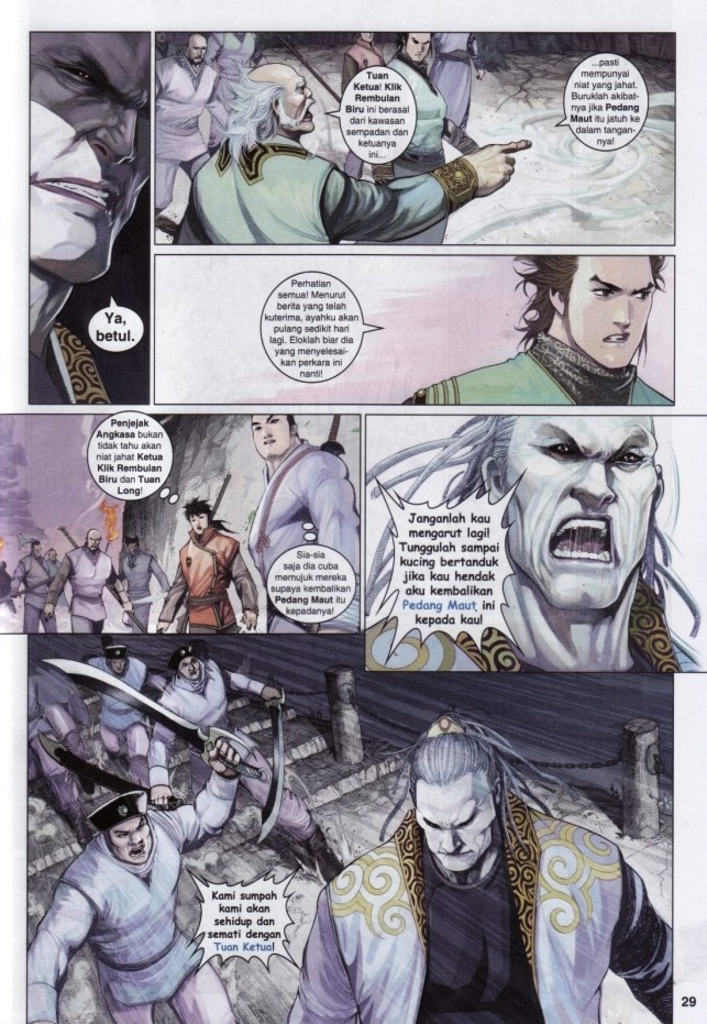 Ya,
betul.
Tuan
Ketua! Klik
Rembulan
Biru ini berasal
dari kawasan
sempadan dan
ketuanya
ini...
...pasti
mempunyai
niat yang jahat.
Buruklah akibat-
nya jika Pedang
Maut itu jatuh ke
dalam tangan-
nya!
Perhatian
semua! Menurut
berita yang telah
kuterima, ayahku akan
pulang sedikit hari
lagi. Eloklah biar dia
yang menyelesai-
kan perkara ini
nanti!
Penjejak
Angkasa bukan
tidak tahu akan
niat jahat Ketua
Klik Rembulan
Biru dan Tuan
Long!
Sia-sia
saja dia cuba
memujuk mereka
supaya kembalikan
Pedang Maut itu
kepadanya!
Janganlah kau
mengarut lagi!
Tunggulah sampai
kucing bertanduk
jika kau hendak
aku kembalikan
Pedang Maut ini
kepada kau!
Kami sumpah
kami akan
sehidup dan
semati dengan
Tuan Ketua!
29